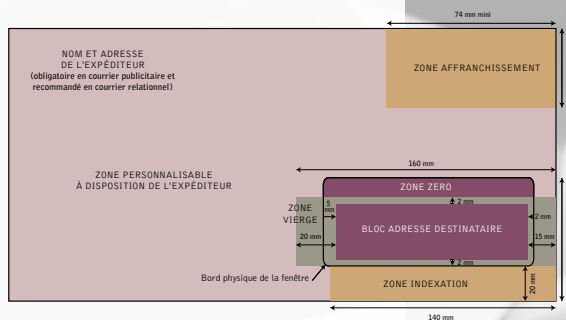 74 mm mini
NOM ET ADRESSE
DE L'EXPÉDITEUR
(obligatoire en courrier publicitaire et
recommandé en courrier relationnel)
ZONE AFFRANCHISSEMENT
160 mm
ZONE PERSONNALISABLE
À DISPOSITION DE L'EXPÉDITEUR
ZONE ZERO
ZONE
VIERGE
5
mm
2 mm
2 mm
BLOC ADRESSE DESTINATAIRE
20 mm
15 mm
2 mm
Bord physique de la fenêtre
ZONE INDEXATION
20 mm
140 mm